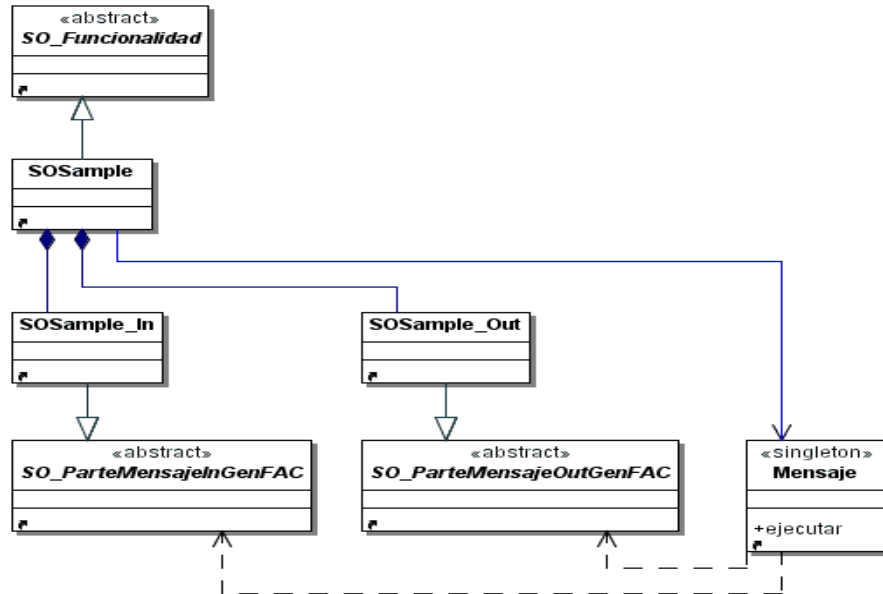 «abstract»
SO_Funcionalidad
SOSample
SOSample_In
SOSample_Out
«abstract»
SO_ParteMensajeInGenFAC
«abstract»
SO_ParteMensajeOutGenFAC
«singleton»
Mensaje
+ejecutar